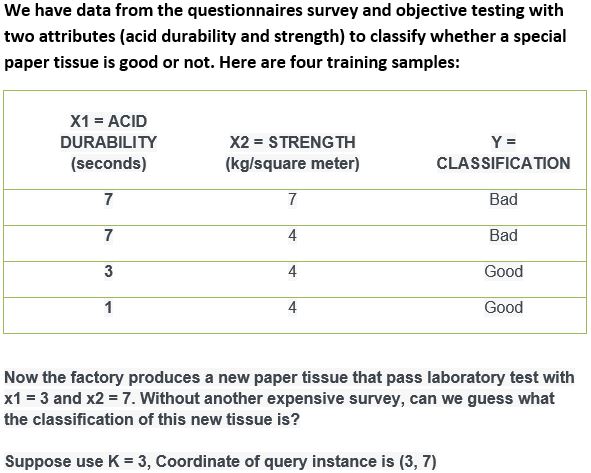 We have data from the questionnaires survey and objective testing with
two attributes (acid durability and strength) to classify whether a special
paper tissue is good or not. Here are four training samples:
X1 = ACID
DURABILITY
(seconds)
X2 = STRENGTH
(kg/square meter)
Y =
CLASSIFICATION
7 7 Bad
7 4 Bad
3 4 Good
1 4 Good
Now the factory produces a new paper tissue that pass laboratory test with
x1 = 3 and x2 = 7. Without another expensive survey, can we guess what
the classification of this new tissue is?
Suppose use K = 3, Coordinate of query instance is (3, 7)